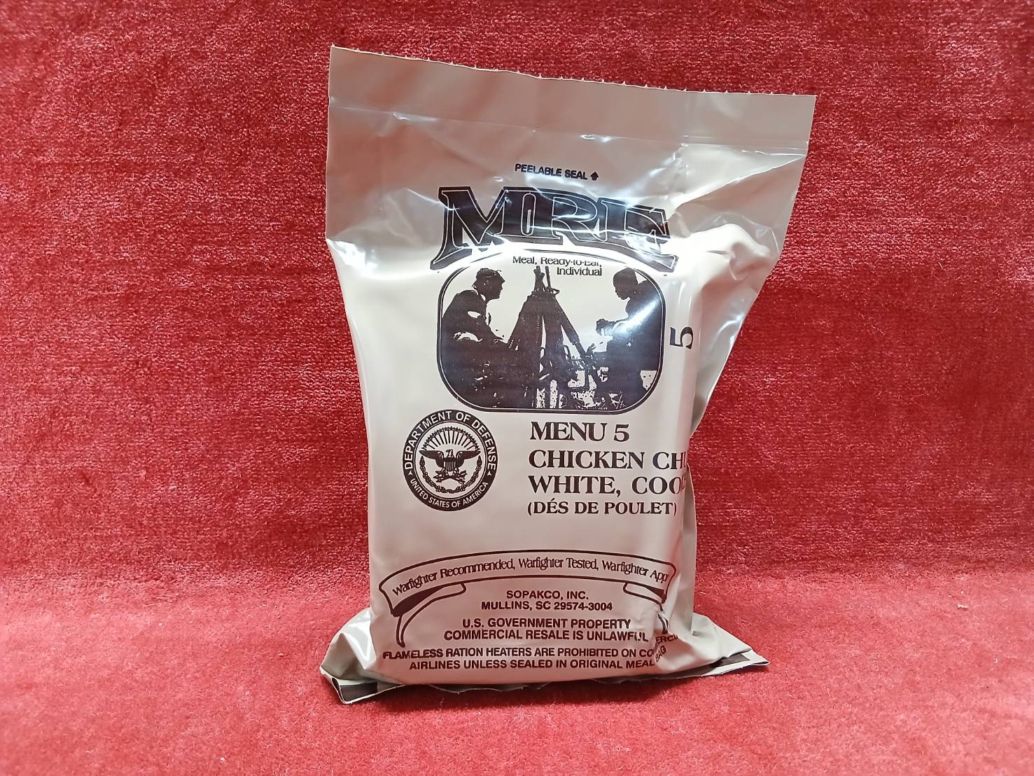 PEELABLE SEAL
MRE
Meal, Ready-to-Eat,
Individual
5
DEPARTMENT OF DEFENSE
UNITED STATES OF AMERICA
MENU 5
CHICKEN CH
WHITE, COO
(DÉS DE POULET)
Warfighter Recommended, Warfighter Tested, Warfighter App
SOPAKCO, INC.
MULLINS, SC 29574-3004
U.S. GOVERNMENT PROPERTY
COMMERCIAL RESALE IS UNLAWFUL
FLAMELESS RATION HEATERS ARE PROHIBITED ON CO
AIRLINES UNLESS SEALED IN ORIGINAL MEAL